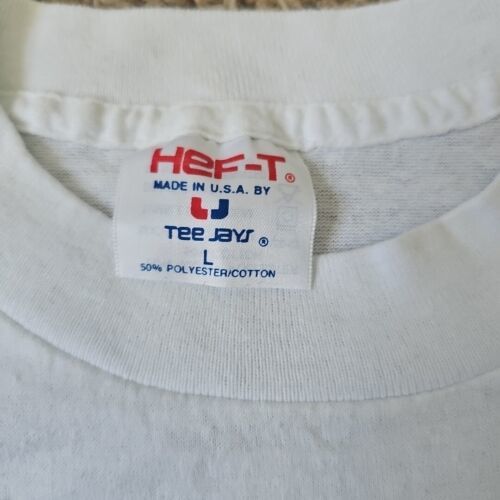 HEF-T®
MADE IN U.S.A. BY
TEE JAYS ®
L
50% POLYESTER/COTTON